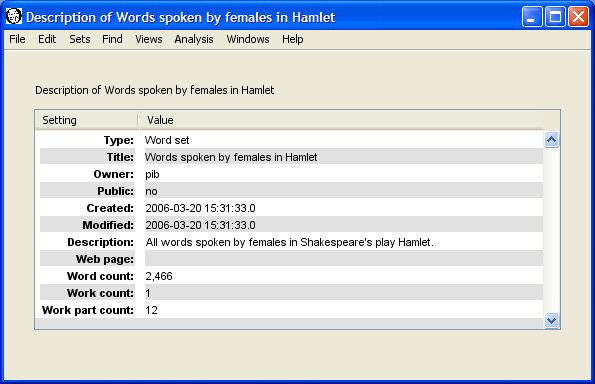 Description of Words spoken by females in Hamlet
File Edit Sets Find Views Analysis Windows Help
Description of Words spoken by females in Hamlet
Setting Value
Type: Word set
Title: Words spoken by females in Hamlet
Owner: pib
Public: no
Created: 2006-03-20 15:31:33.0
Modified: 2006-03-20 15:31:33.0
Description: All words spoken by females in Shakespeare's play Hamlet.
Web page:
Word count: 2,466
Work count: 1
Work part count: 12